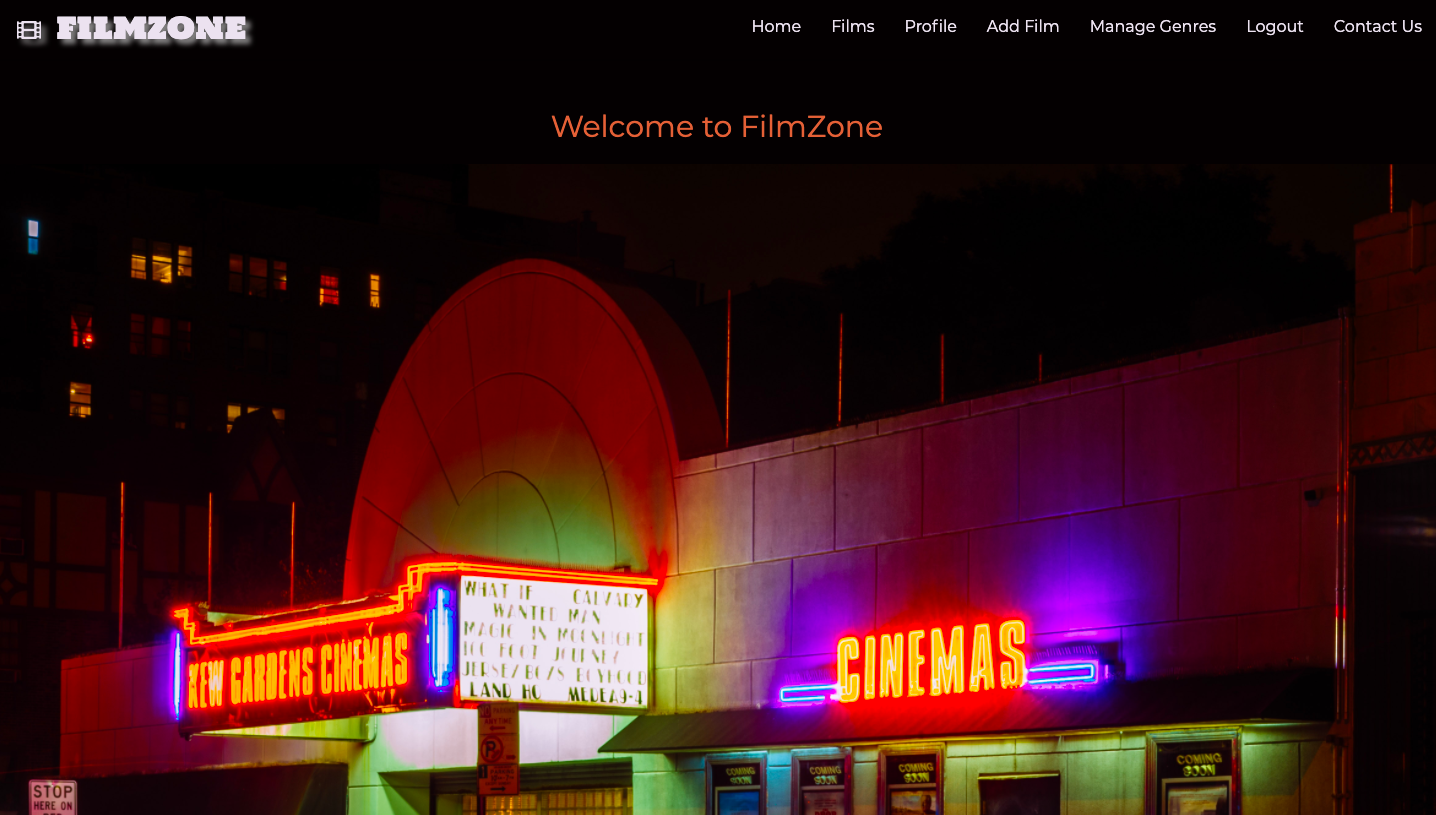 FILMZONE
Home Films Profile Add Film Manage Genres Logout Contact Us
Welcome to FilmZone
KEW GARDENS CINEMAS
WHAT IF CALVARY
WANTED MAN
MAGIC IN MOONLIGHT
100 FOOT JOURNEY
JERSEY BOYS BOYHOOD
LAND HO MEDEA9-4
CINEMAS
COMING
SOON
COMING
SOON
COMING
SOON
COMING
SOON
STOP
HERE ON